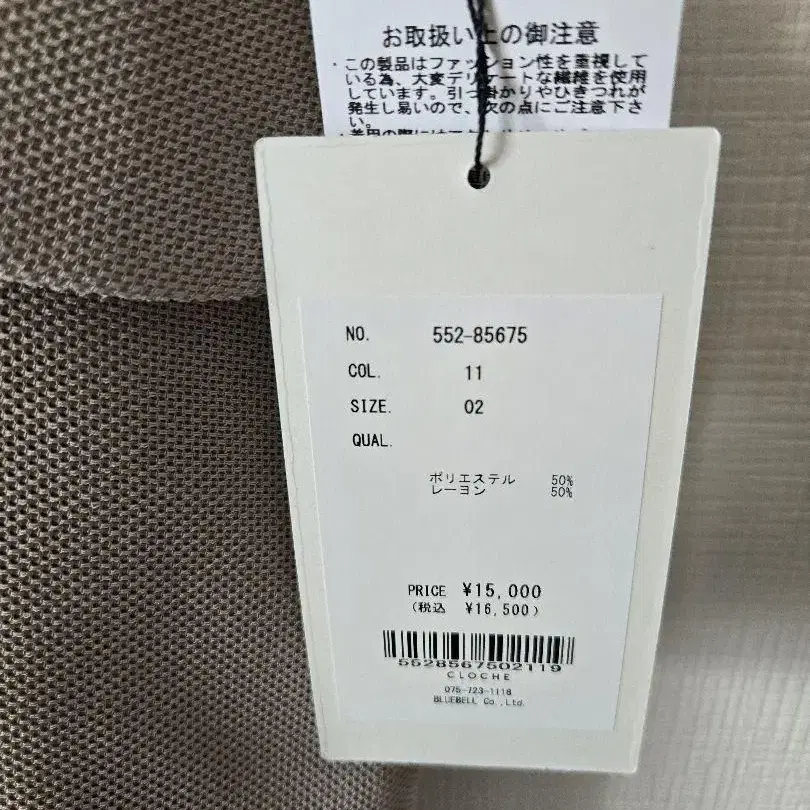 お取扱い上の御注意
・この製品はファッション性を重視して
いる為、大変デリケートな繊維を使用
しています。引っ掛かりやひきつれが
発生し易いので、次の点にご注意下さ
い。
NO. 552-85675
COL. 11
SIZE. 02
QUAL.
ポリエステル 50%
レーヨン 50%
PRICE ¥15,000
(税込 ¥16,500)
5528567502119
CLOCHE
075-723-1118
BLUEBELL Co.,Ltd.